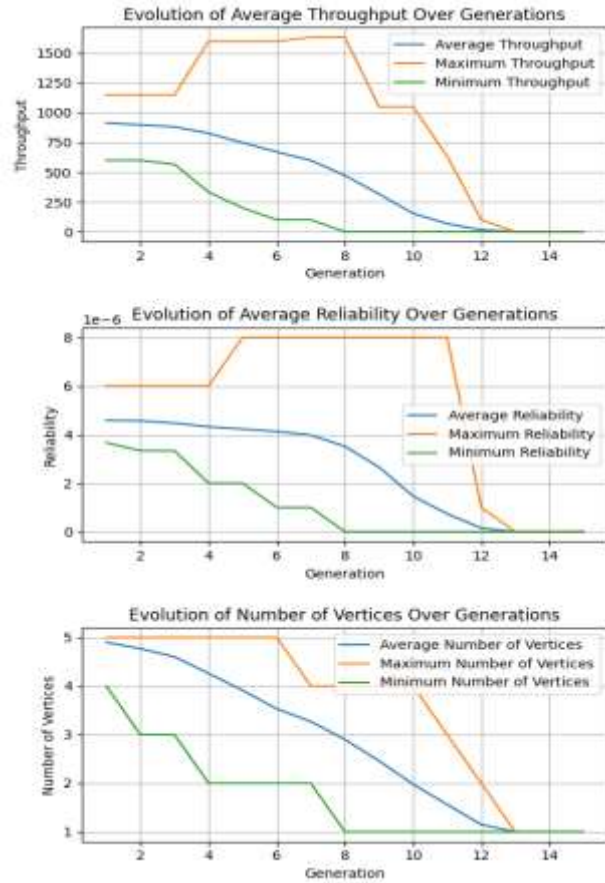 Evolution of Average Throughput Over Generations
1500
1250
1000
750
500
250
0
Throughput
Average Throughput
Maximum Throughput
Minimum Throughput
2 4 6 8 10 12 14
Generation
Evolution of Average Reliability Over Generations
1e−6
8
6
4
2
0
Reliability
Average Reliability
Maximum Reliability
Minimum Reliability
2 4 6 8 10 12 14
Generation
Evolution of Number of Vertices Over Generations
5
4
3
2
1
Number of Vertices
Average Number of Vertices
Maximum Number of Vertices
Minimum Number of Vertices
2 4 6 8 10 12 14
Generation